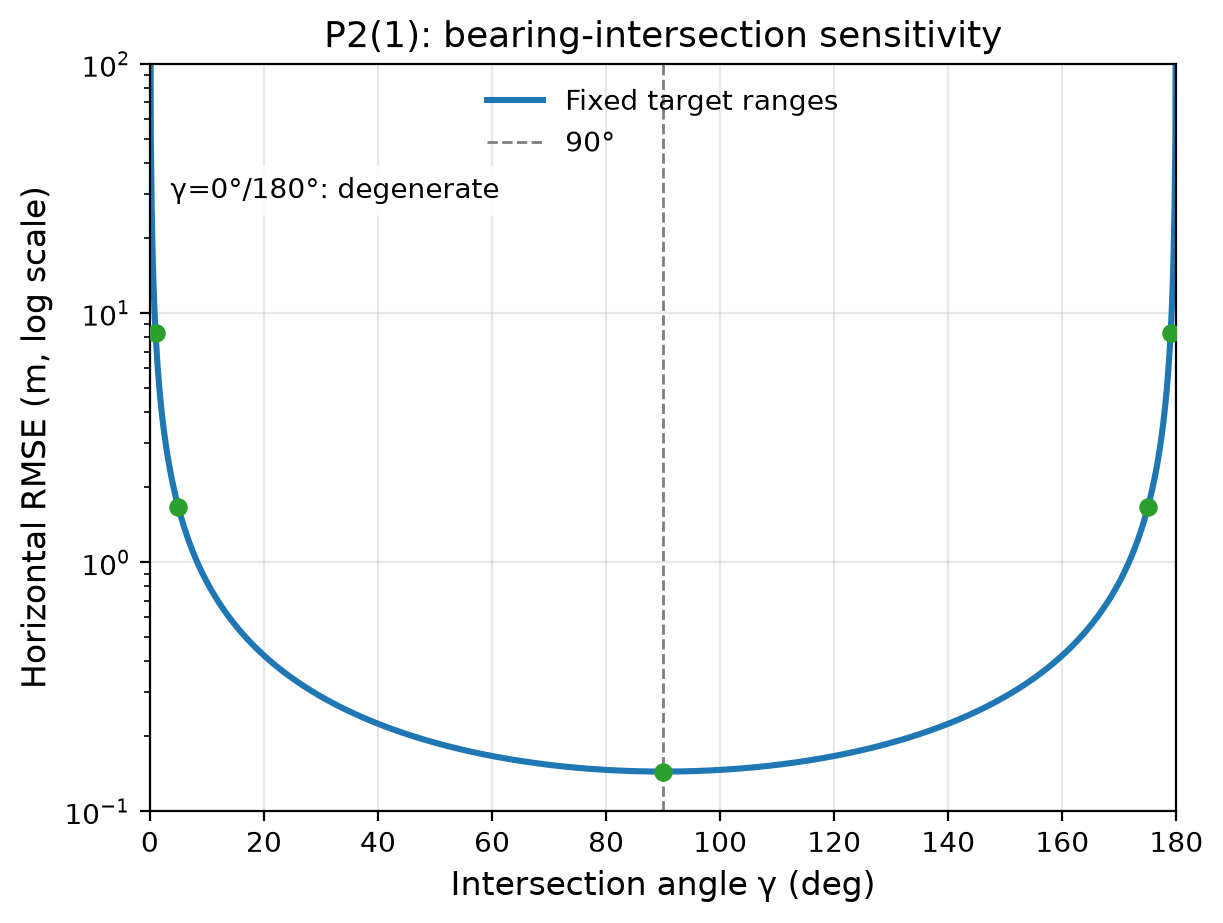 P2(1): bearing-intersection sensitivity
Horizontal RMSE (m, log scale)
10²
10¹
10⁰
10⁻¹
Fixed target ranges
90°
γ=0°/180°: degenerate
0 20 40 60 80 100 120 140 160 180
Intersection angle γ (deg)